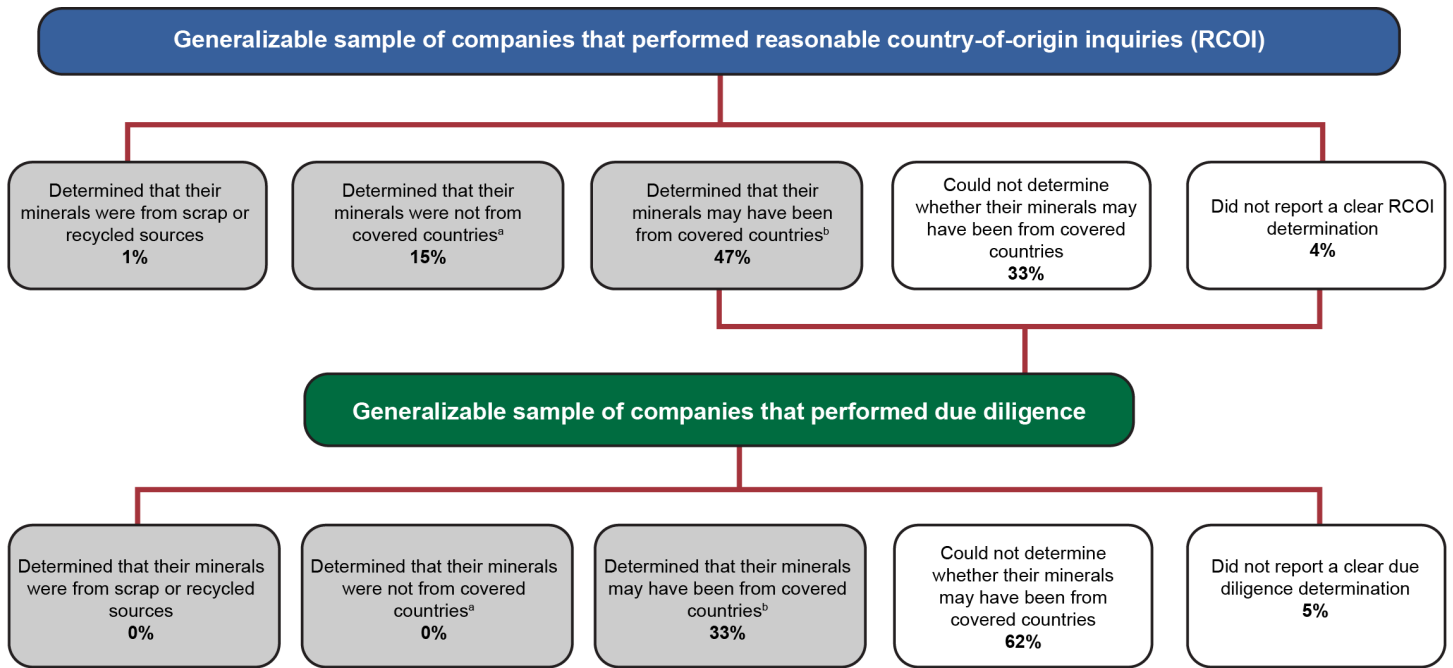 Generalizable sample of companies that performed reasonable country-of-origin inquiries (RCOI)
Determined that their
minerals were from scrap or
recycled sources
1%
Determined that their
minerals were not from
covered countriesᵃ
15%
Determined that their
minerals may have been
from covered countriesᵇ
47%
Could not determine
whether their minerals may
have been from covered
countries
33%
Did not report a clear RCOI
determination
4%
Generalizable sample of companies that performed due diligence
Determined that their minerals
were from scrap or recycled
sources
0%
Determined that their minerals
were not from covered
countriesᵃ
0%
Determined that their minerals
may have been from covered
countriesᵇ
33%
Could not determine
whether their minerals
may have been from
covered countries
62%
Did not report a clear due
diligence determination
5%